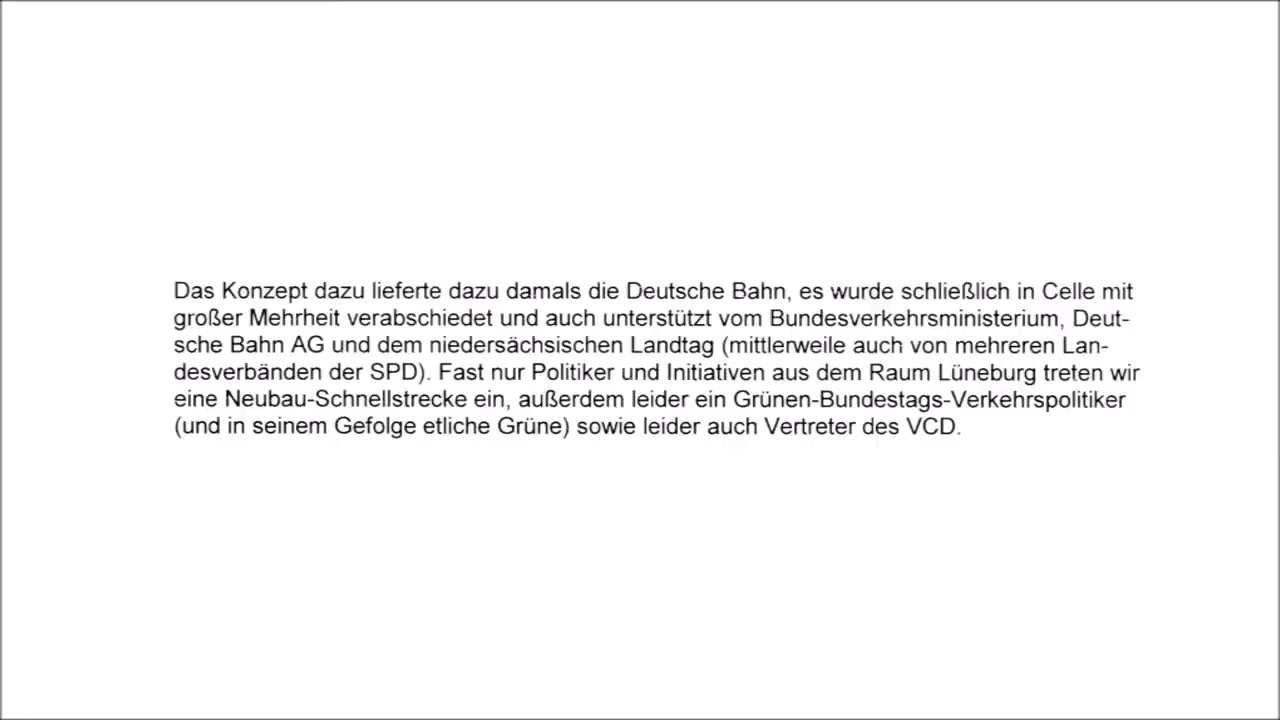 Das Konzept dazu lieferte dazu damals die Deutsche Bahn, es wurde schließlich in Celle mit
großer Mehrheit verabschiedet und auch unterstützt vom Bundesverkehrsministerium, Deut-
sche Bahn AG und dem niedersächsischen Landtag (mittlerweile auch von mehreren Lan-
desverbänden der SPD). Fast nur Politiker und Initiativen aus dem Raum Lüneburg treten wir
eine Neubau-Schnellstrecke ein, außerdem leider ein Grünen-Bundestags-Verkehrspolitiker
(und in seinem Gefolge etliche Grüne) sowie leider auch Vertreter des VCD.